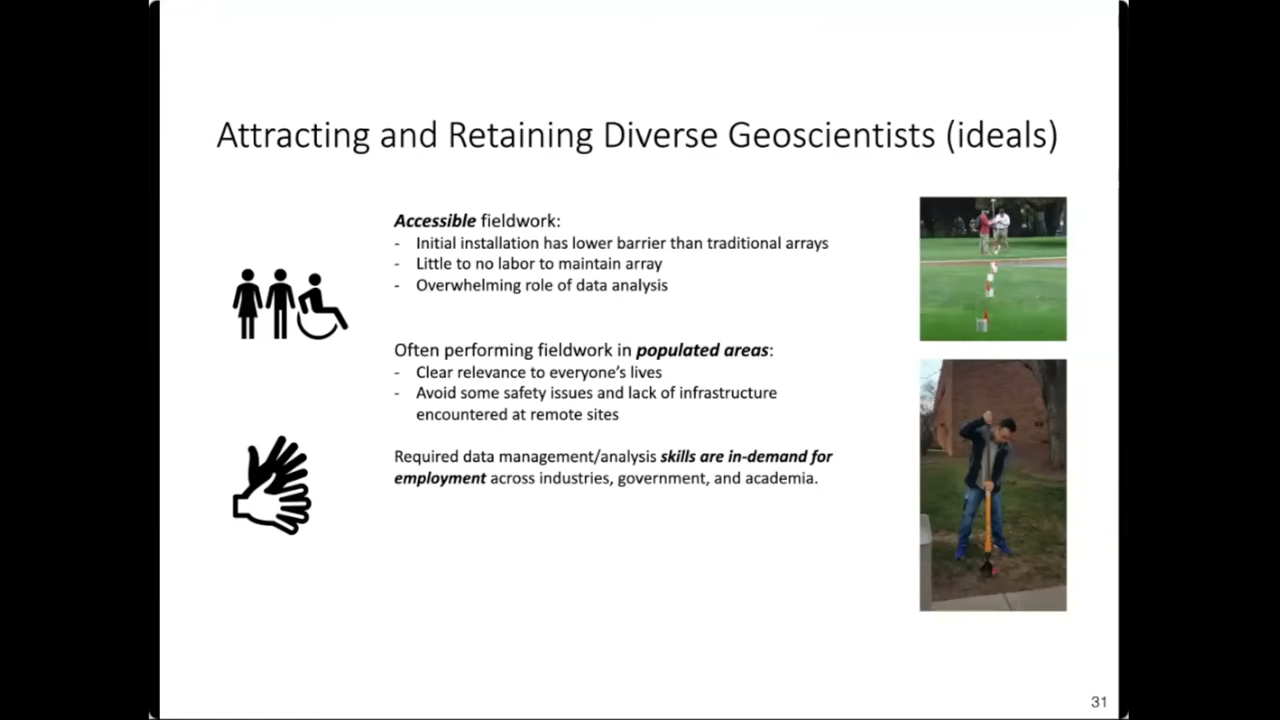 Attracting and Retaining Diverse Geoscientists (ideals)
Accessible fieldwork:
- Initial installation has lower barrier than traditional arrays
- Little to no labor to maintain array
- Overwhelming role of data analysis
Often performing fieldwork in populated areas:
- Clear relevance to everyone's lives
- Avoid some safety issues and lack of infrastructure
encountered at remote sites
Required data management/analysis skills are in-demand for
employment across industries, government, and academia.
31